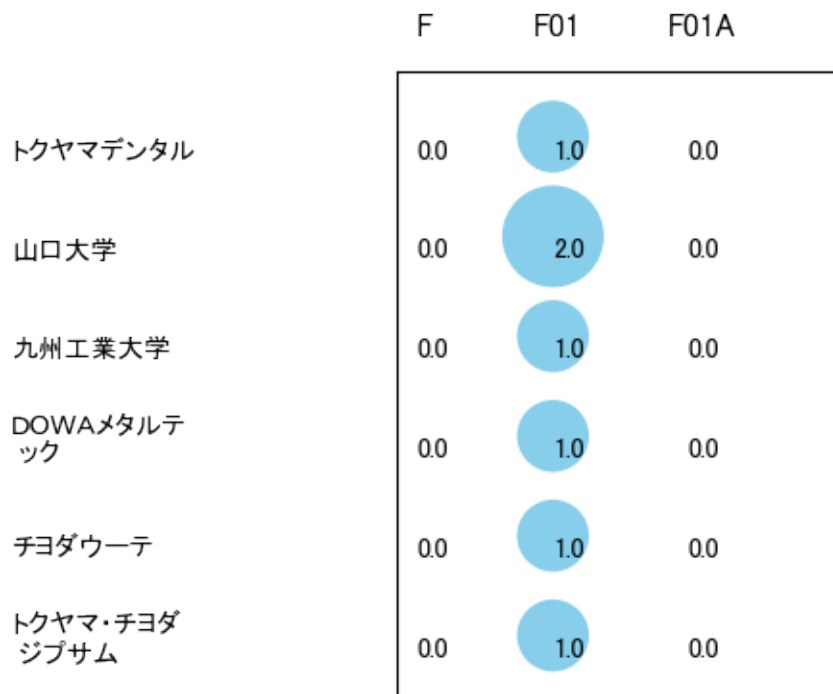 F F01 F01A
トクヤマデンタル 0.0 1.0 0.0
山口大学 0.0 2.0 0.0
九州工業大学 0.0 1.0 0.0
DOWAメタルテ
ック 0.0 1.0 0.0
チヨダウーテ 0.0 1.0 0.0
トクヤマ・チヨダ
ジプサム 0.0 1.0 0.0